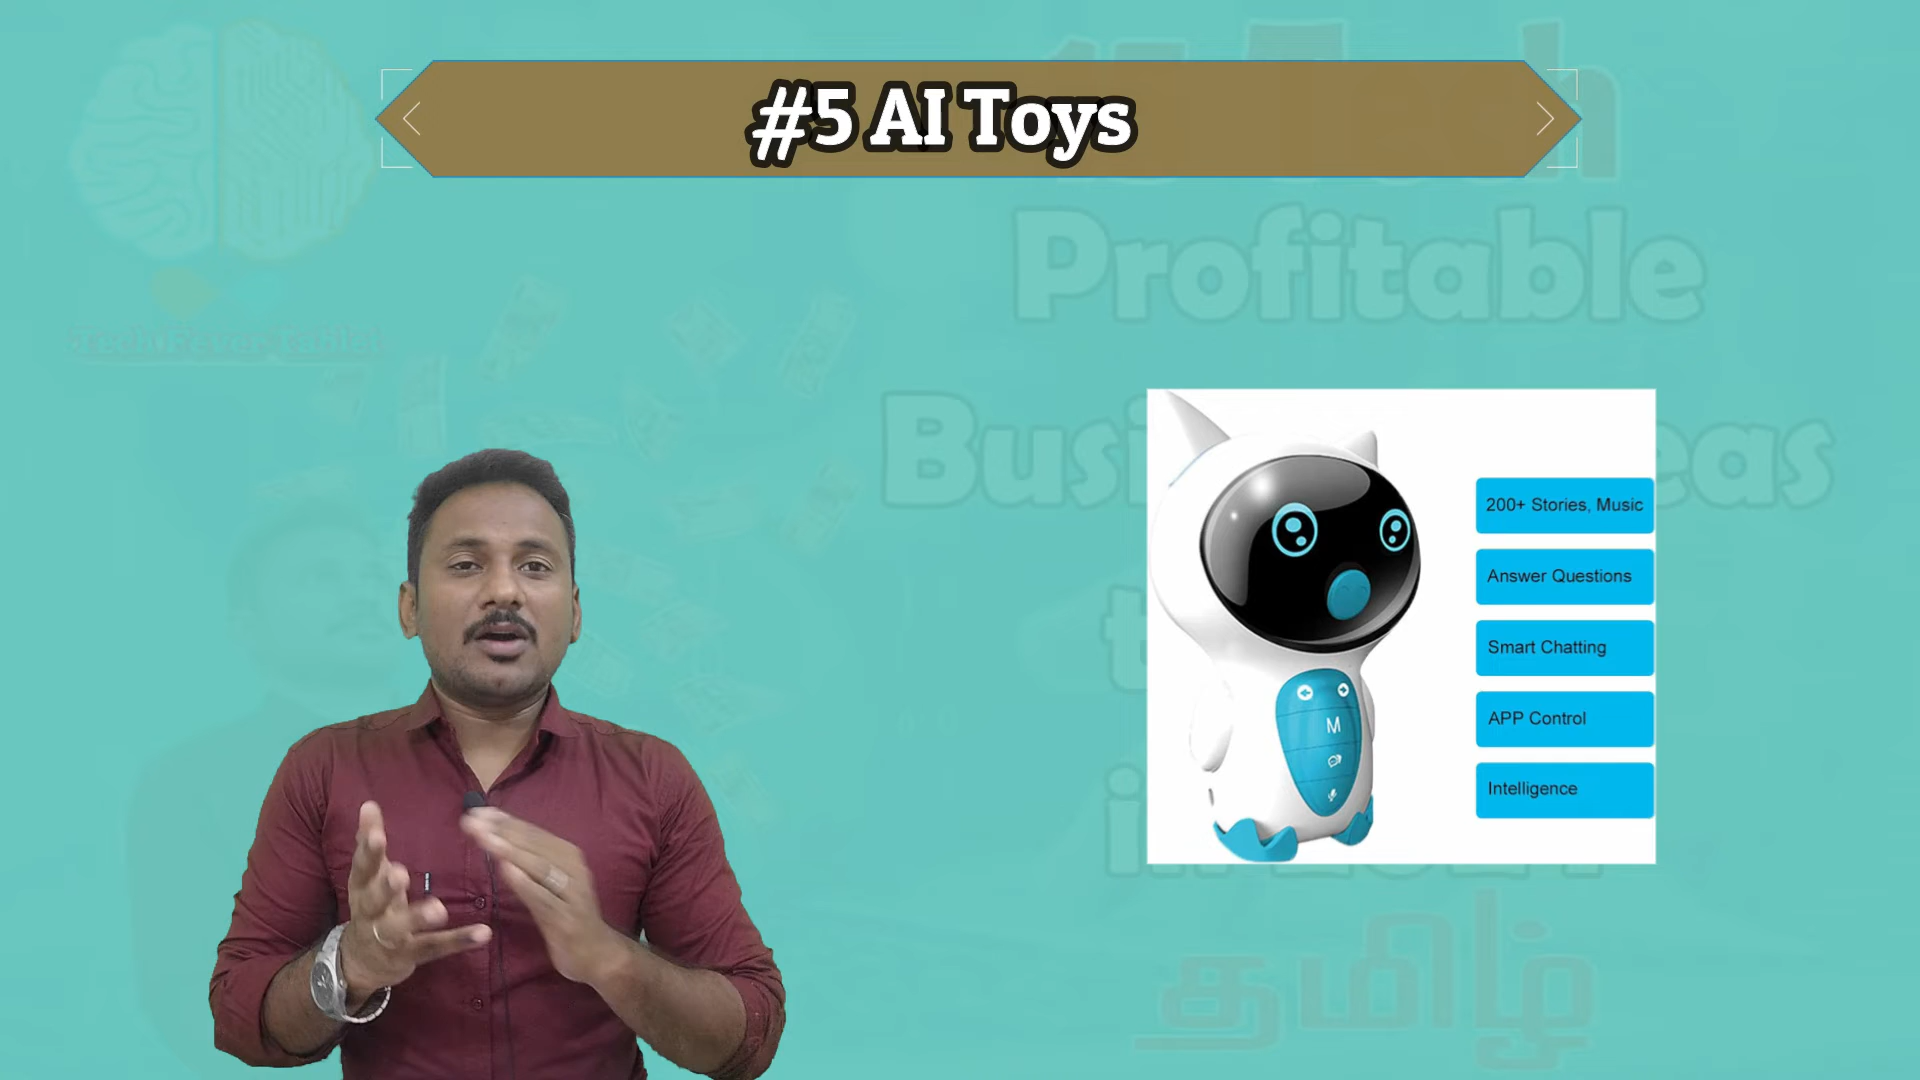 #5 AI Toys
Profitable
200+ Stories, Music
Answer Questions
Smart Chatting
APP Control
Intelligence
M
தமிழ்